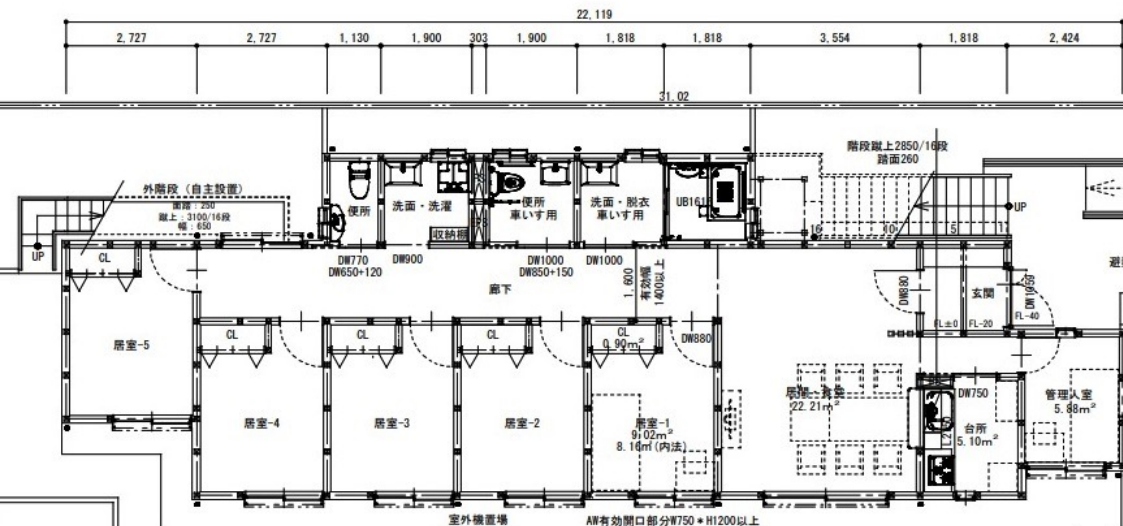 22,119
2,727
2,727
1,130
1,900
303
1,900
1,818
1,818
3,554
1,818
2,424
31.02
階段蹴上2850/16段
踏面260
外階段（自主設置）
踏面：250
蹴上：3100/16段
幅：650
UP
CL
便所
洗面・洗濯
収納棚
便所
車いす用
洗面・脱衣
車いす用
UB1616
16
10
5
1
UP
DW770
DW650+120
DW900
DW1000
DW850+150
DW1000
廊下
1,600
有効幅
1400以上
DW880
玄関
DW1059
FL±0
FL-20
FL-40
避
居室-5
CL
居室-4
CL
居室-3
CL
居室-2
CL
0.90m²
DW880
居室-1
9.02m²
8.16m²(内法)
居間・食堂
22.21m²
DW750
台所
5.10m²
管理人室
5.88m²
室外機置場
AW有効開口部分W750＊H1200以上